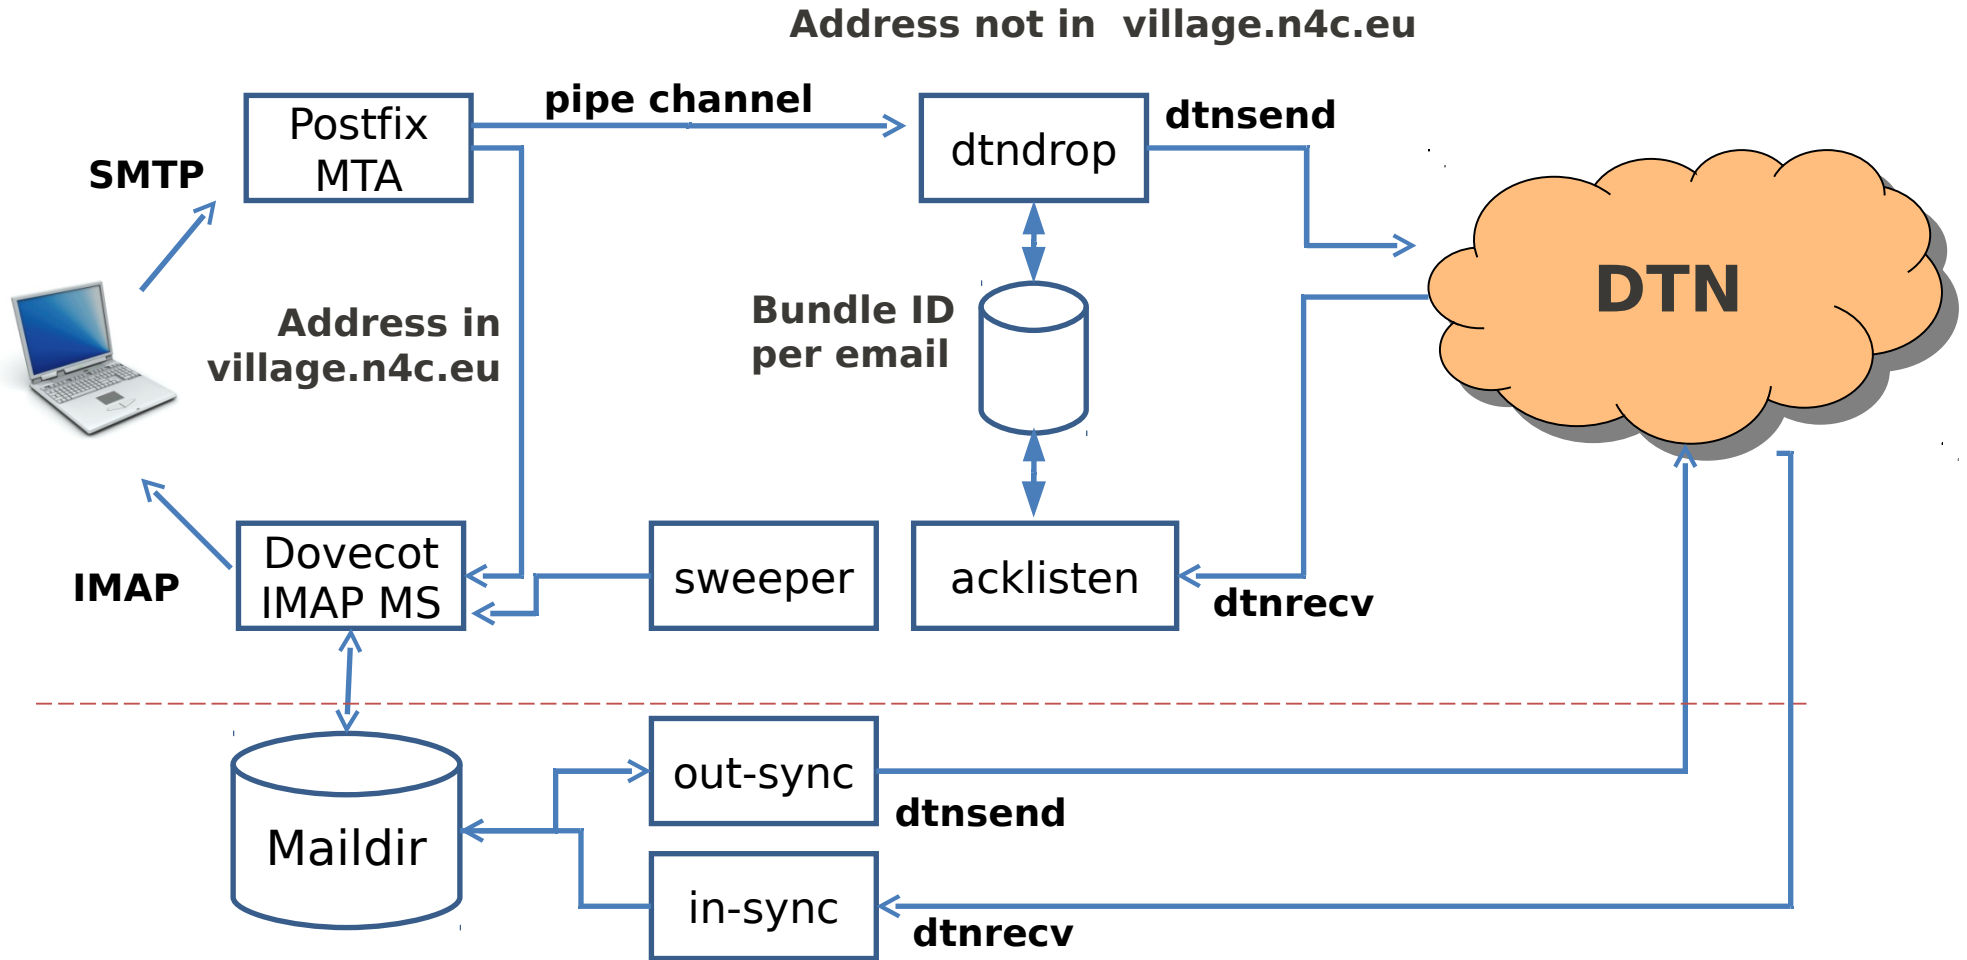 Address not in village.n4c.eu
pipe channel
Postfix
MTA
dtndrop
dtnsend
SMTP
DTN
Address in
village.n4c.eu
Bundle ID
per email
Dovecot
IMAP MS
sweeper
acklisten
IMAP
dtnrecv
out-sync
dtnsend
Maildir
in-sync
dtnrecv